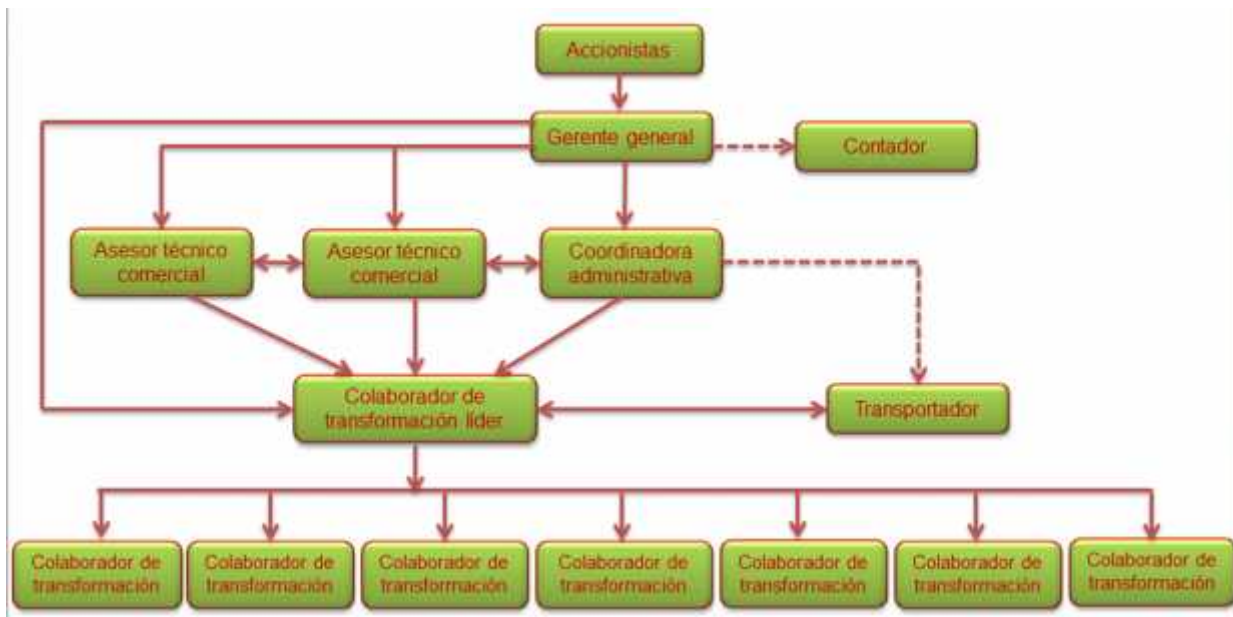 Accionistas
Gerente general
Contador
Asesor técnico
comercial
Asesor técnico
comercial
Coordinadora
administrativa
Colaborador de
transformación líder
Transportador
Colaborador de
transformación
Colaborador de
transformación
Colaborador de
transformación
Colaborador de
transformación
Colaborador de
transformación
Colaborador de
transformación
Colaborador de
transformación